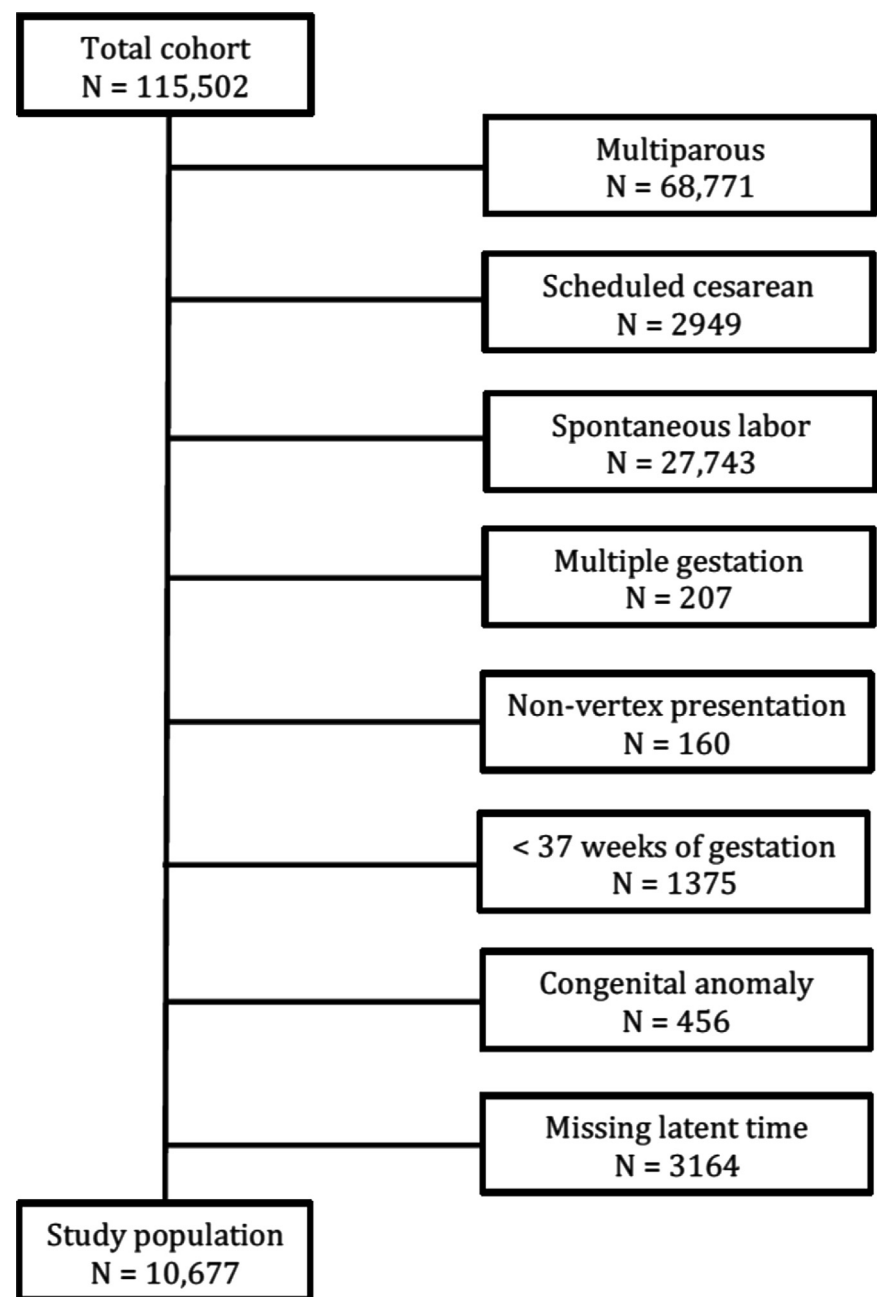 Total cohort
N = 115,502
Multiparous
N = 68,771
Scheduled cesarean
N = 2949
Spontaneous labor
N = 27,743
Multiple gestation
N = 207
Non-vertex presentation
N = 160
< 37 weeks of gestation
N = 1375
Congenital anomaly
N = 456
Missing latent time
N = 3164
Study population
N = 10,677